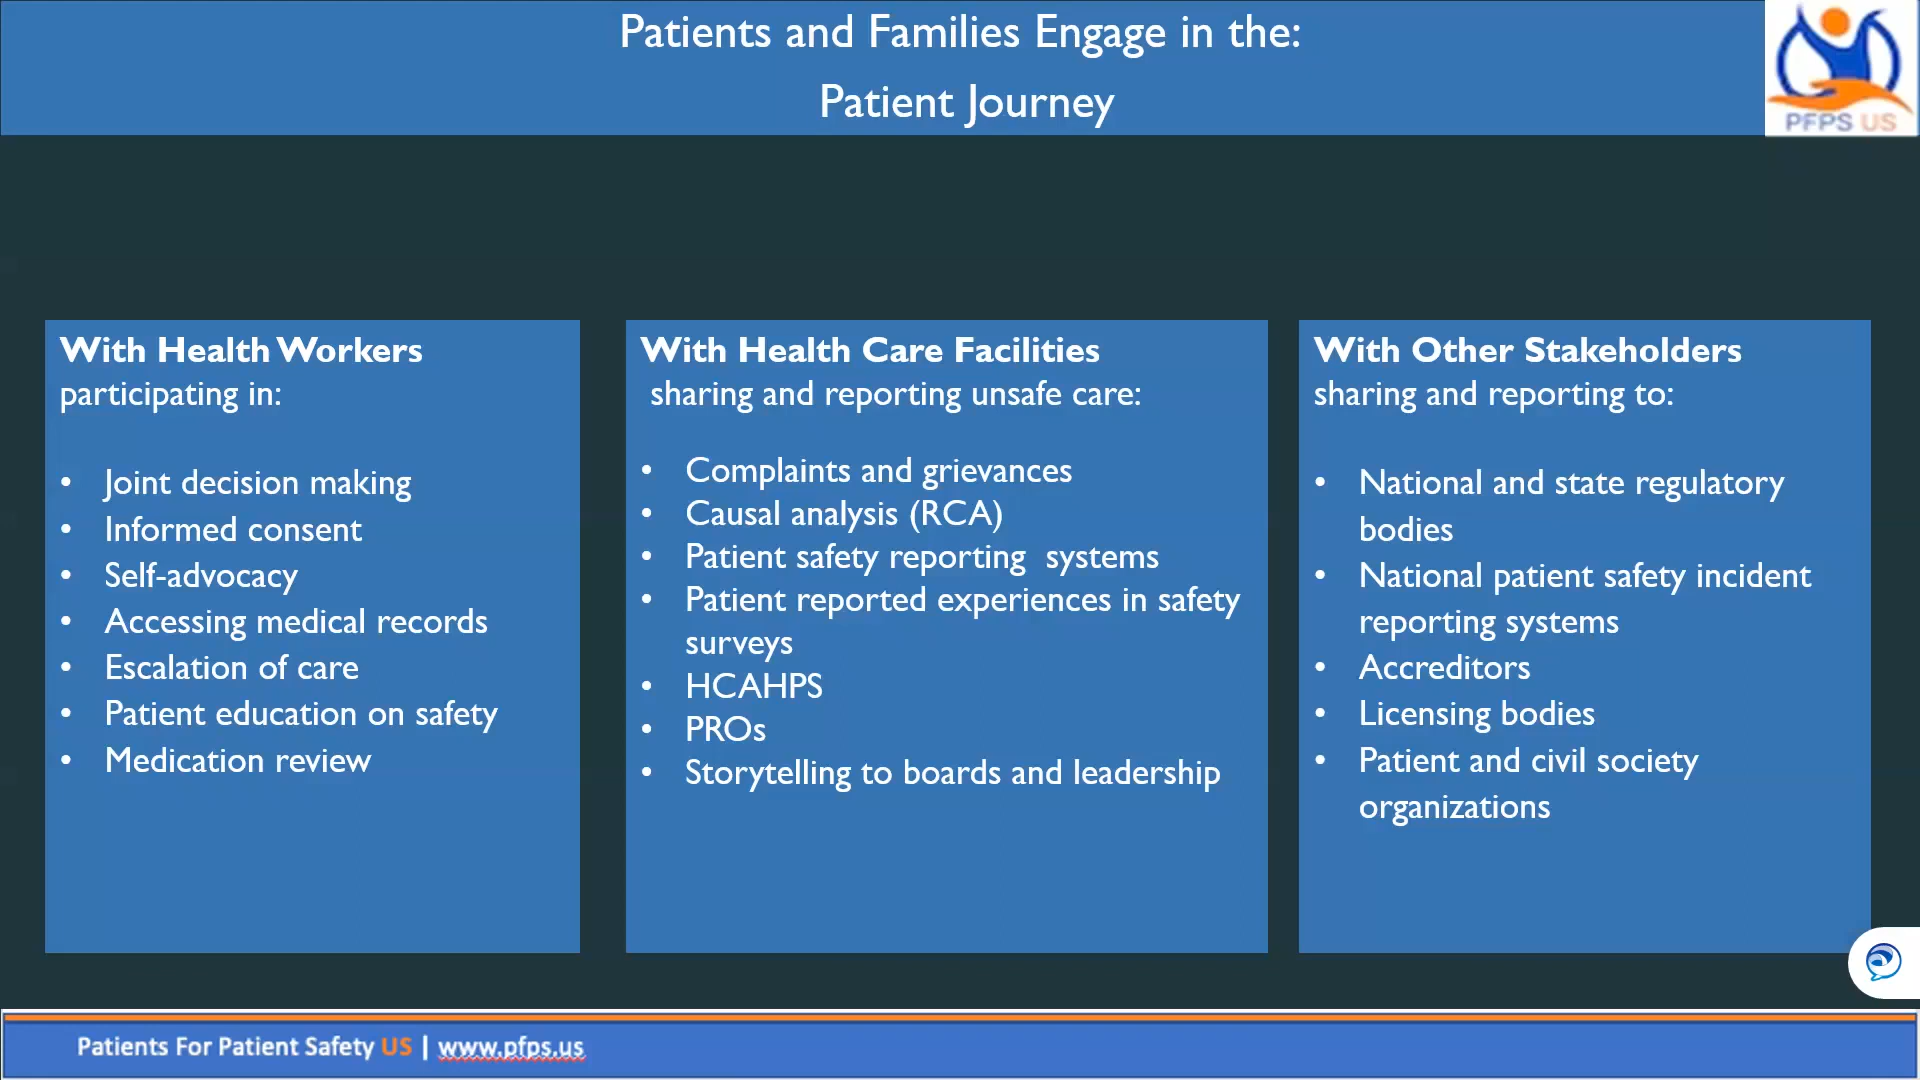 Patients and Families Engage in the:
Patient Journey
PFPS US
With Health Workers
participating in:
• Joint decision making
• Informed consent
• Self-advocacy
• Accessing medical records
• Escalation of care
• Patient education on safety
• Medication review
With Health Care Facilities
sharing and reporting unsafe care:
• Complaints and grievances
• Causal analysis (RCA)
• Patient safety reporting systems
• Patient reported experiences in safety
surveys
• HCAHPS
• PROs
• Storytelling to boards and leadership
With Other Stakeholders
sharing and reporting to:
• National and state regulatory
bodies
• National patient safety incident
reporting systems
• Accreditors
• Licensing bodies
• Patient and civil society
organizations
Patients For Patient Safety US | www.pfps.us